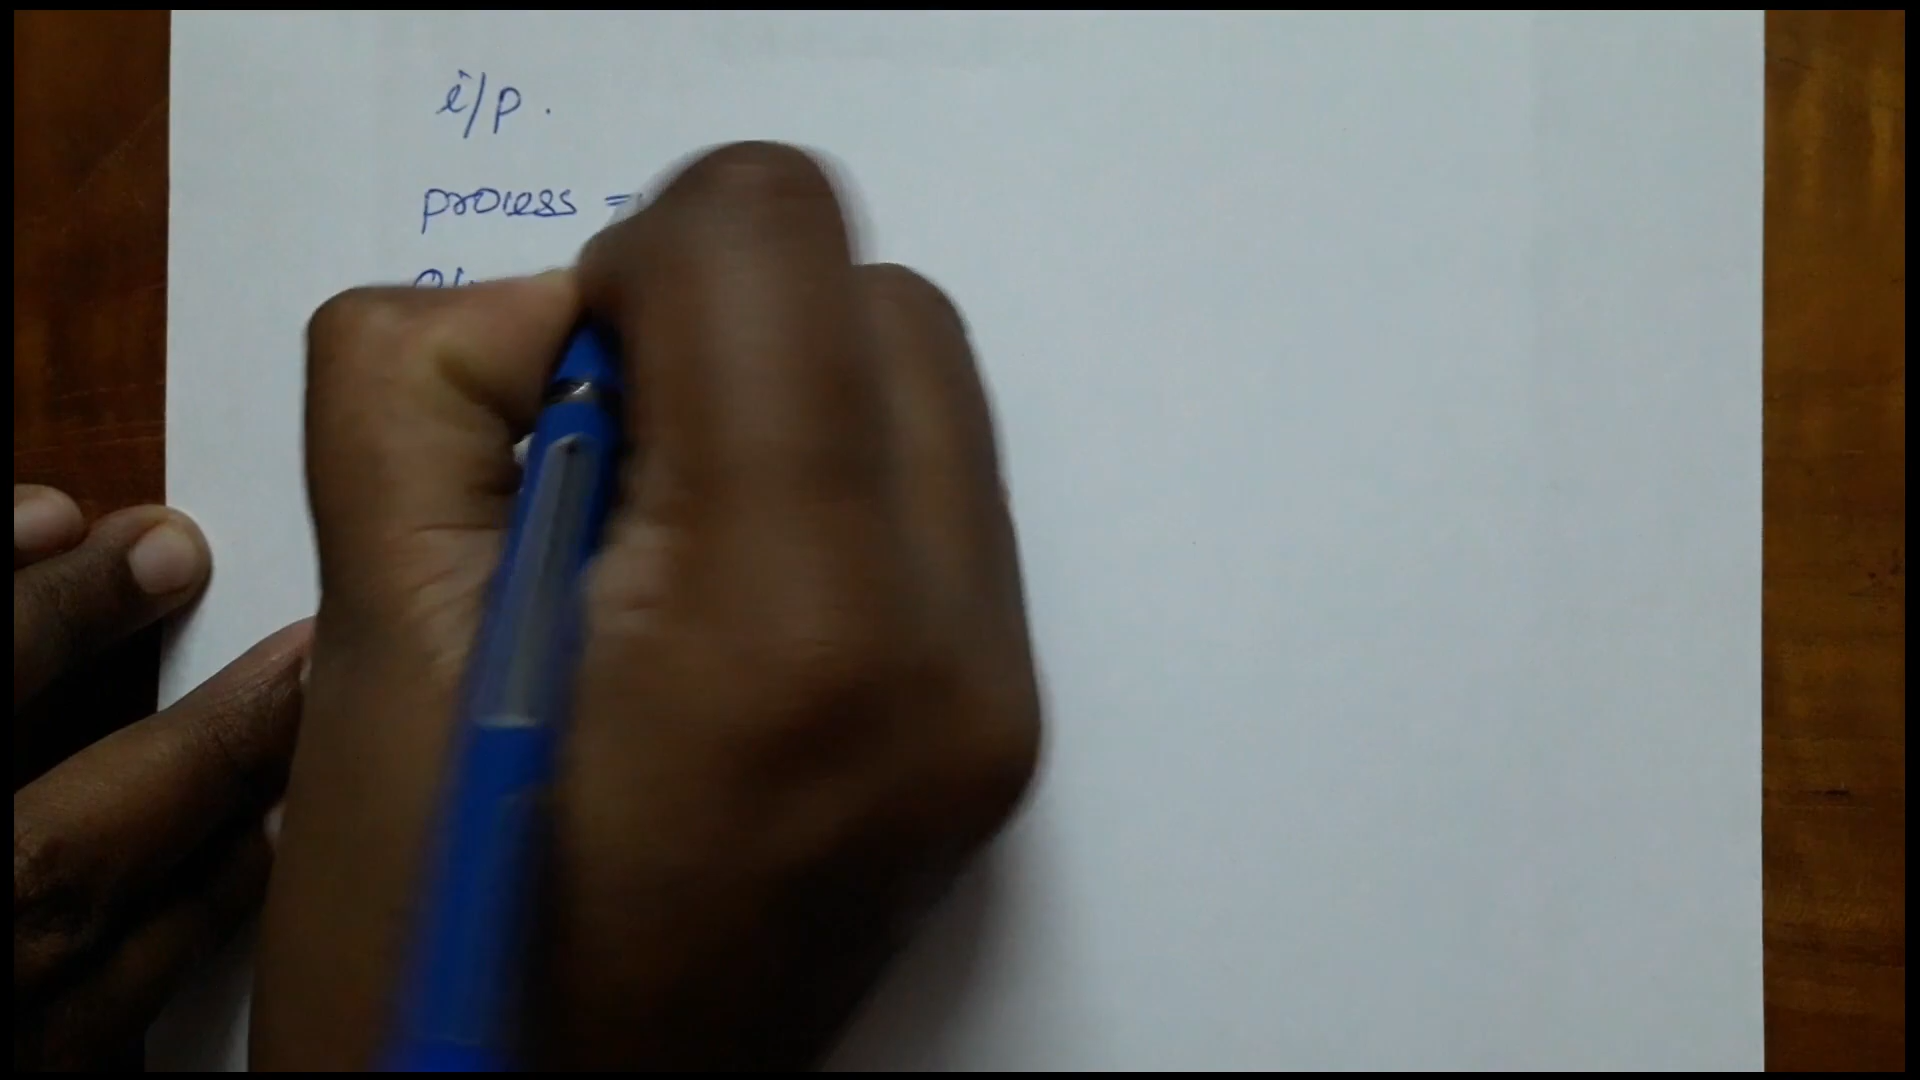 i/p.
process =